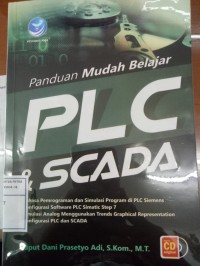 Panduan Mudah Belajar
PLC
& SCADA
Pemrograman dan Simulasi Program di PLC Siemens
Konfigurasi Software PLC Simatic Step 7
Simulasi Analog Menggunakan Trends Graphical Representation
Konfigurasi PLC dan SCADA
Puput Dani Prasetyo Adi, S.Kom., M.T.
CD